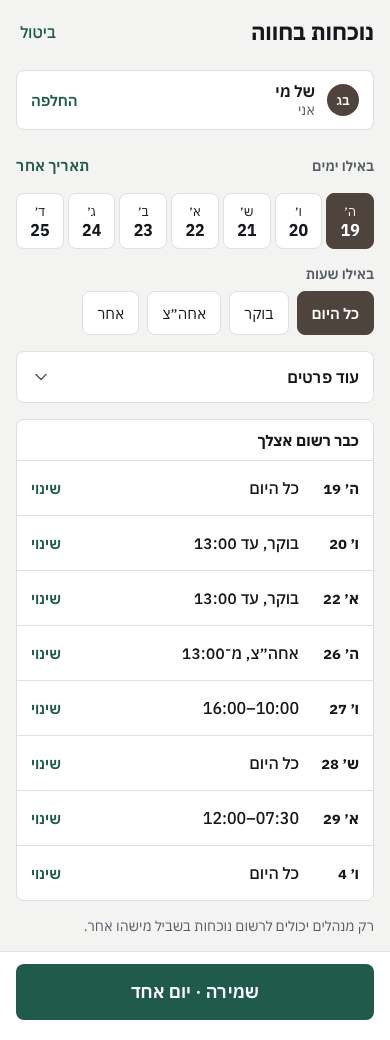 נוכחות בחווה
ביטול
בג
של מי
אני
החלפה
באילו ימים
תאריך אחר
ה׳ ו׳ ש׳ א׳ ב׳ ג׳ ד׳
19 20 21 22 23 24 25
באילו שעות
כל היום בוקר אחה״צ אחר
עוד פרטים
כבר רשום אצלך
ה׳ 19 כל היום שינוי
ו׳ 20 בוקר, עד 13:00 שינוי
א׳ 22 בוקר, עד 13:00 שינוי
ה׳ 26 אחה״צ, מ־13:00 שינוי
ו׳ 27 10:00–16:00 שינוי
ש׳ 28 כל היום שינוי
א׳ 29 07:30–12:00 שינוי
ו׳ 4 כל היום שינוי
רק מנהלים יכולים לרשום נוכחות בשביל מישהו אחר.
שמירה · יום אחד